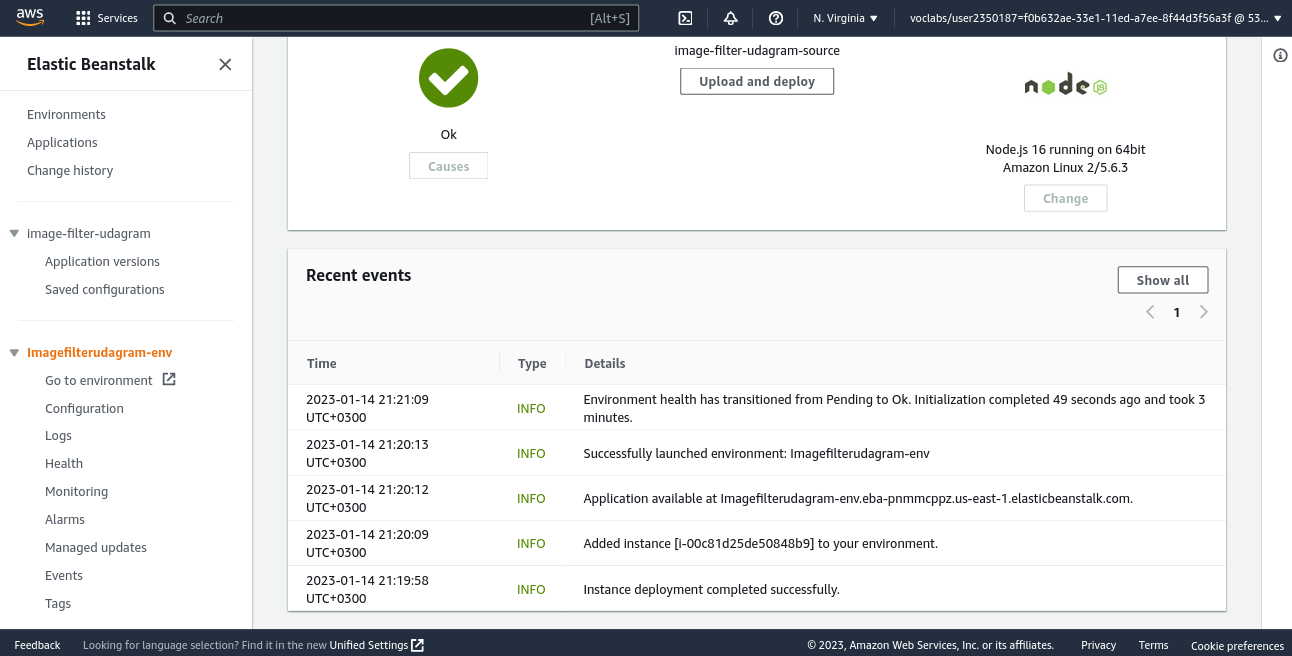 aws
Services
Search
[Alt+S]
N. Virginia
voclabs/user2350187=f0b632ae-33e1-11ed-a7ee-8f44d3f56a3f @ 53...
Elastic Beanstalk
Environments
Applications
Change history
image-filter-udagram
Application versions
Saved configurations
Imagefilterudagram-env
Go to environment
Configuration
Logs
Health
Monitoring
Alarms
Managed updates
Events
Tags
Ok
Causes
image-filter-udagram-source
Upload and deploy
node
JS
Node.js 16 running on 64bit
Amazon Linux 2/5.6.3
Change
Recent events
Show all
1
Time Type Details
2023-01-14 21:21:09
UTC+0300
INFO
Environment health has transitioned from Pending to Ok. Initialization completed 49 seconds ago and took 3
minutes.
2023-01-14 21:20:13
UTC+0300
INFO
Successfully launched environment: Imagefilterudagram-env
2023-01-14 21:20:12
UTC+0300
INFO
Application available at Imagefilterudagram-env.eba-pnmmcppz.us-east-1.elasticbeanstalk.com.
2023-01-14 21:20:09
UTC+0300
INFO
Added instance [i-00c81d25de50848b9] to your environment.
2023-01-14 21:19:58
UTC+0300
INFO
Instance deployment completed successfully.
Feedback
Looking for language selection? Find it in the new Unified Settings
© 2023, Amazon Web Services, Inc. or its affiliates.
Privacy
Terms
Cookie preferences